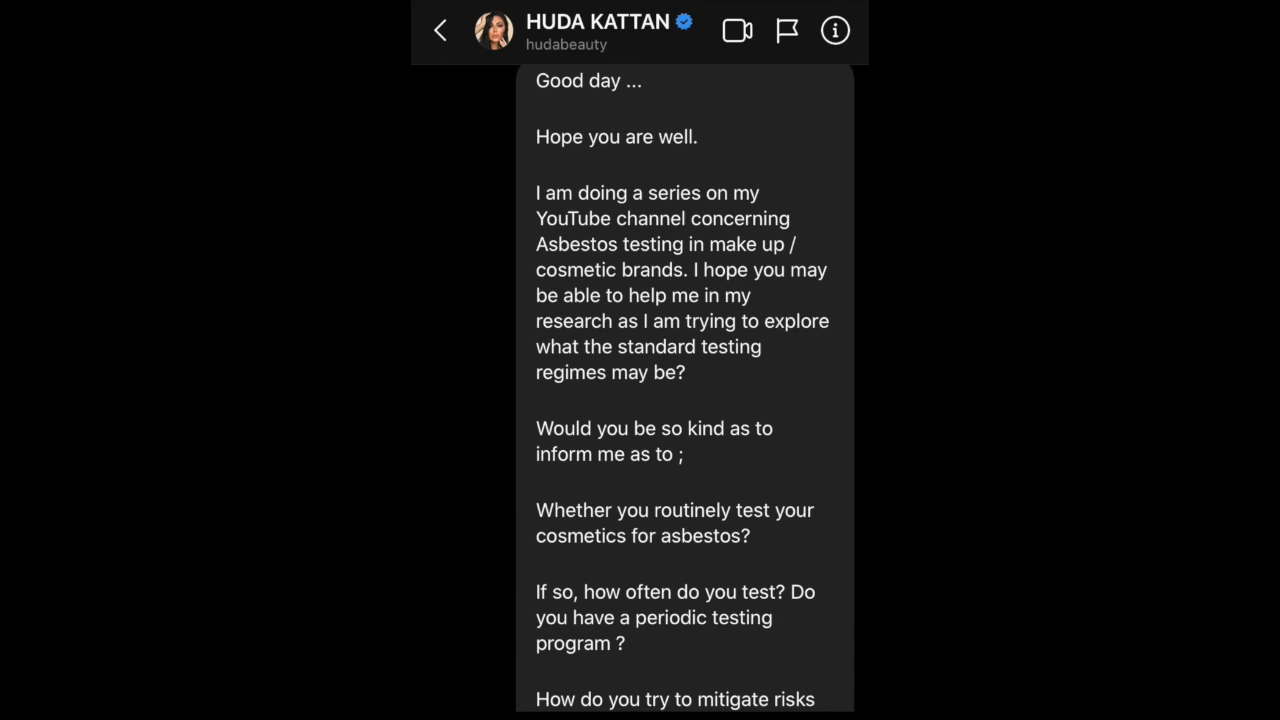 HUDA KATTAN
hudabeauty
Good day ...
Hope you are well.
I am doing a series on my
YouTube channel concerning
Asbestos testing in make up /
cosmetic brands. I hope you may
be able to help me in my
research as I am trying to explore
what the standard testing
regimes may be?
Would you be so kind as to
inform me as to ;
Whether you routinely test your
cosmetics for asbestos?
If so, how often do you test? Do
you have a periodic testing
program ?
How do you try to mitigate risks